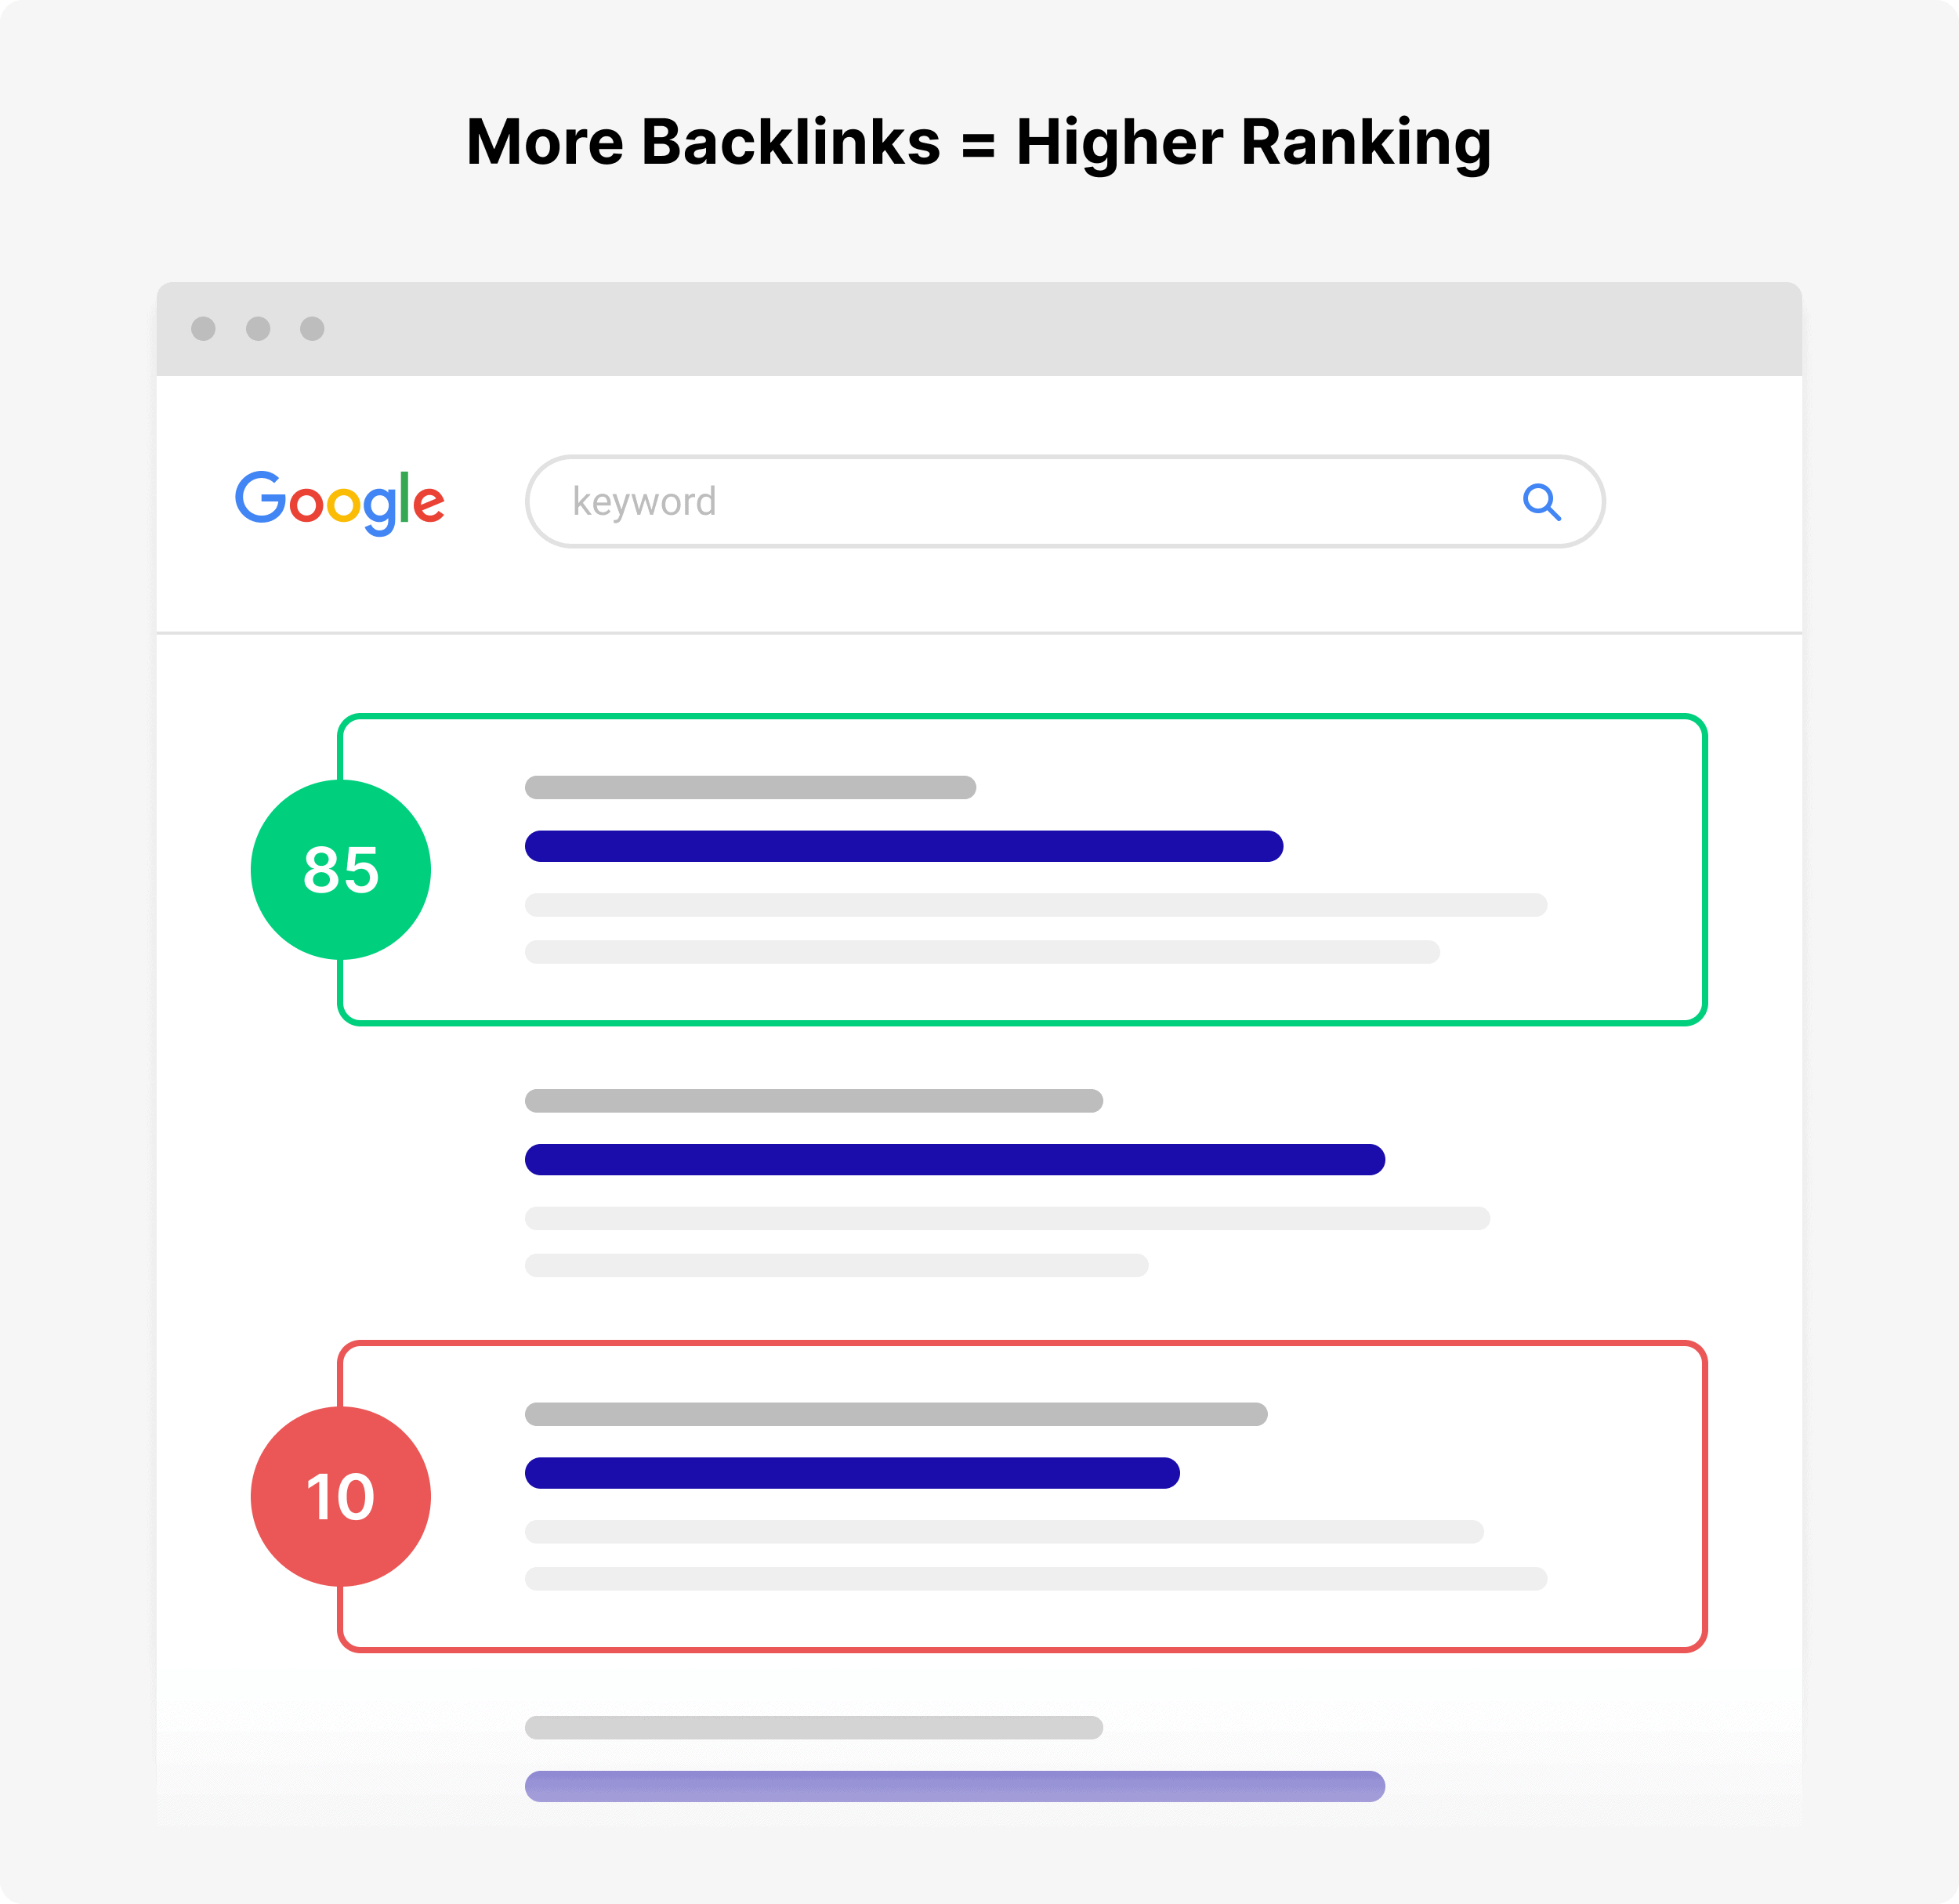 More Backlinks = Higher Ranking
Google
keyword
85
10